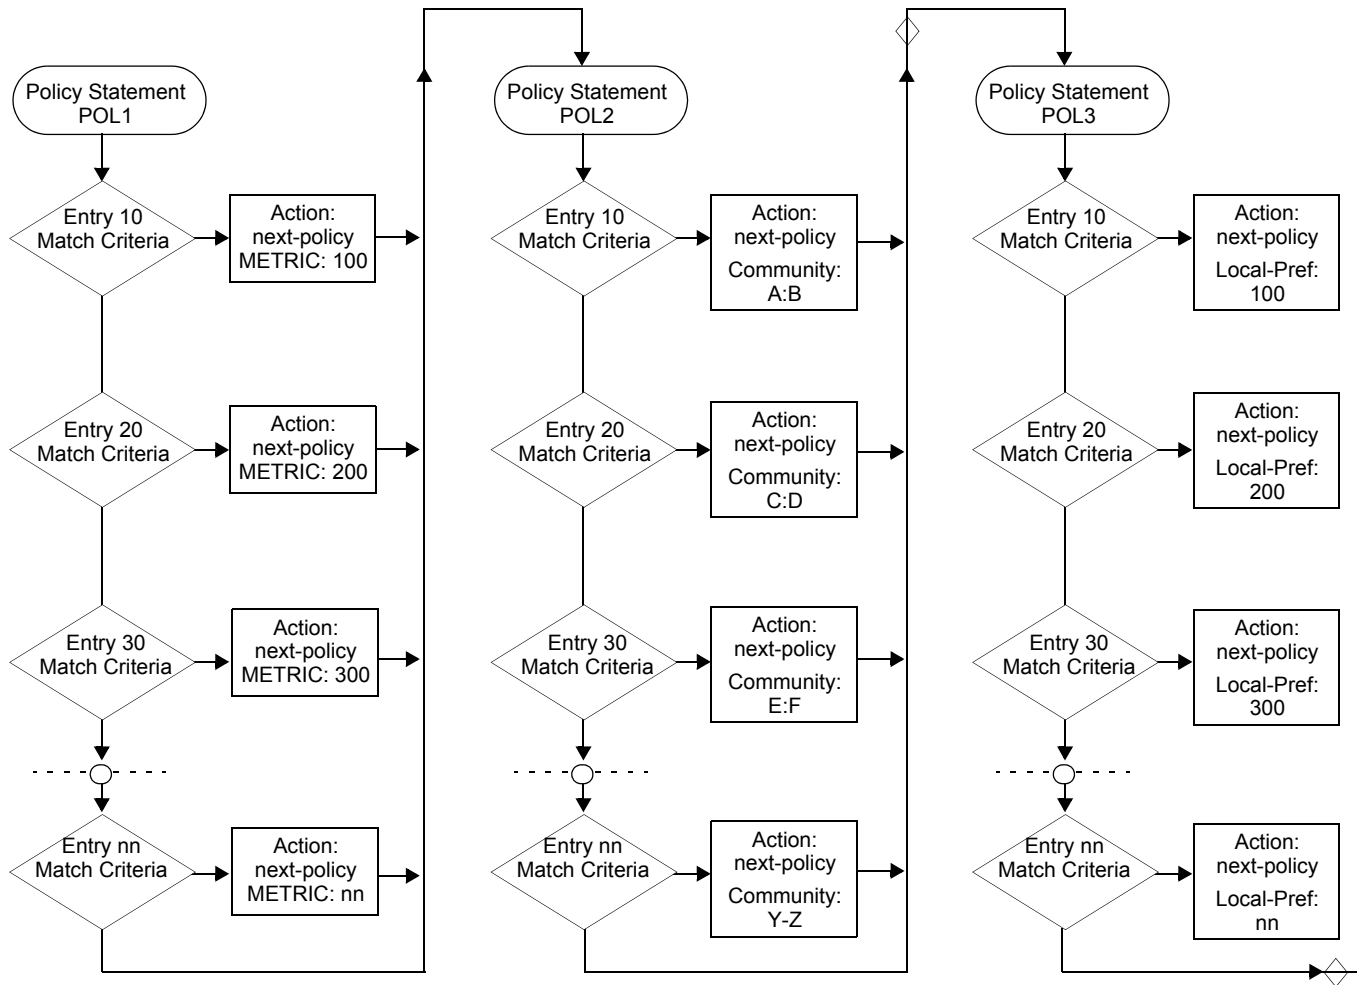 Policy Statement
POL1
Entry 10
Match Criteria
Action:
next-policy
METRIC: 100
Entry 20
Match Criteria
Action:
next-policy
METRIC: 200
Entry 30
Match Criteria
Action:
next-policy
METRIC: 300
Entry nn
Match Criteria
Action:
next-policy
METRIC: nn
Policy Statement
POL2
Entry 10
Match Criteria
Action:
next-policy
Community:
A:B
Entry 20
Match Criteria
Action:
next-policy
Community:
C:D
Entry 30
Match Criteria
Action:
next-policy
Community:
E:F
Entry nn
Match Criteria
Action:
next-policy
Community:
Y-Z
Policy Statement
POL3
Entry 10
Match Criteria
Action:
next-policy
Local-Pref:
100
Entry 20
Match Criteria
Action:
next-policy
Local-Pref:
200
Entry 30
Match Criteria
Action:
next-policy
Local-Pref:
300
Entry nn
Match Criteria
Action:
next-policy
Local-Pref:
nn